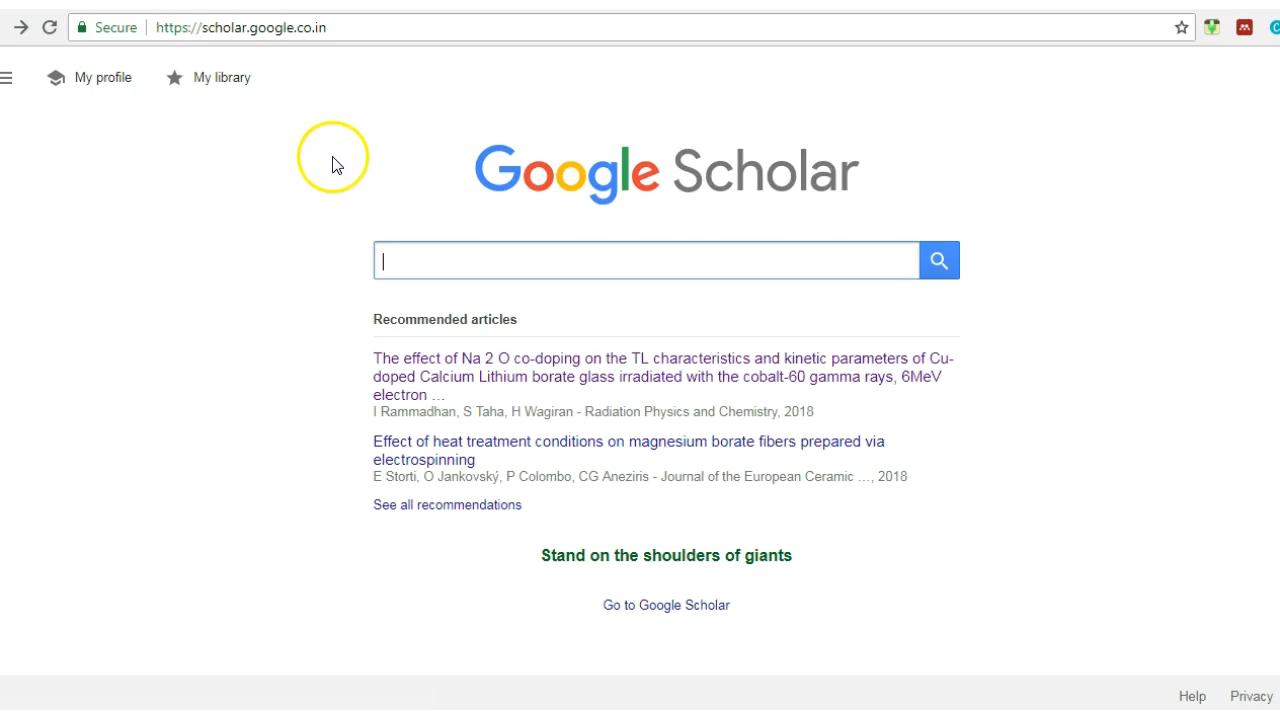 Secure https://scholar.google.co.in
My profile My library
Google Scholar
Recommended articles
The effect of Na 2 O co-doping on the TL characteristics and kinetic parameters of Cu-
doped Calcium Lithium borate glass irradiated with the cobalt-60 gamma rays, 6MeV
electron ...
I Rammadhan, S Taha, H Wagiran - Radiation Physics and Chemistry, 2018
Effect of heat treatment conditions on magnesium borate fibers prepared via
electrospinning
E Storti, O Jankovský, P Colombo, CG Aneziris - Journal of the European Ceramic ..., 2018
See all recommendations
Stand on the shoulders of giants
Go to Google Scholar
Help Privacy